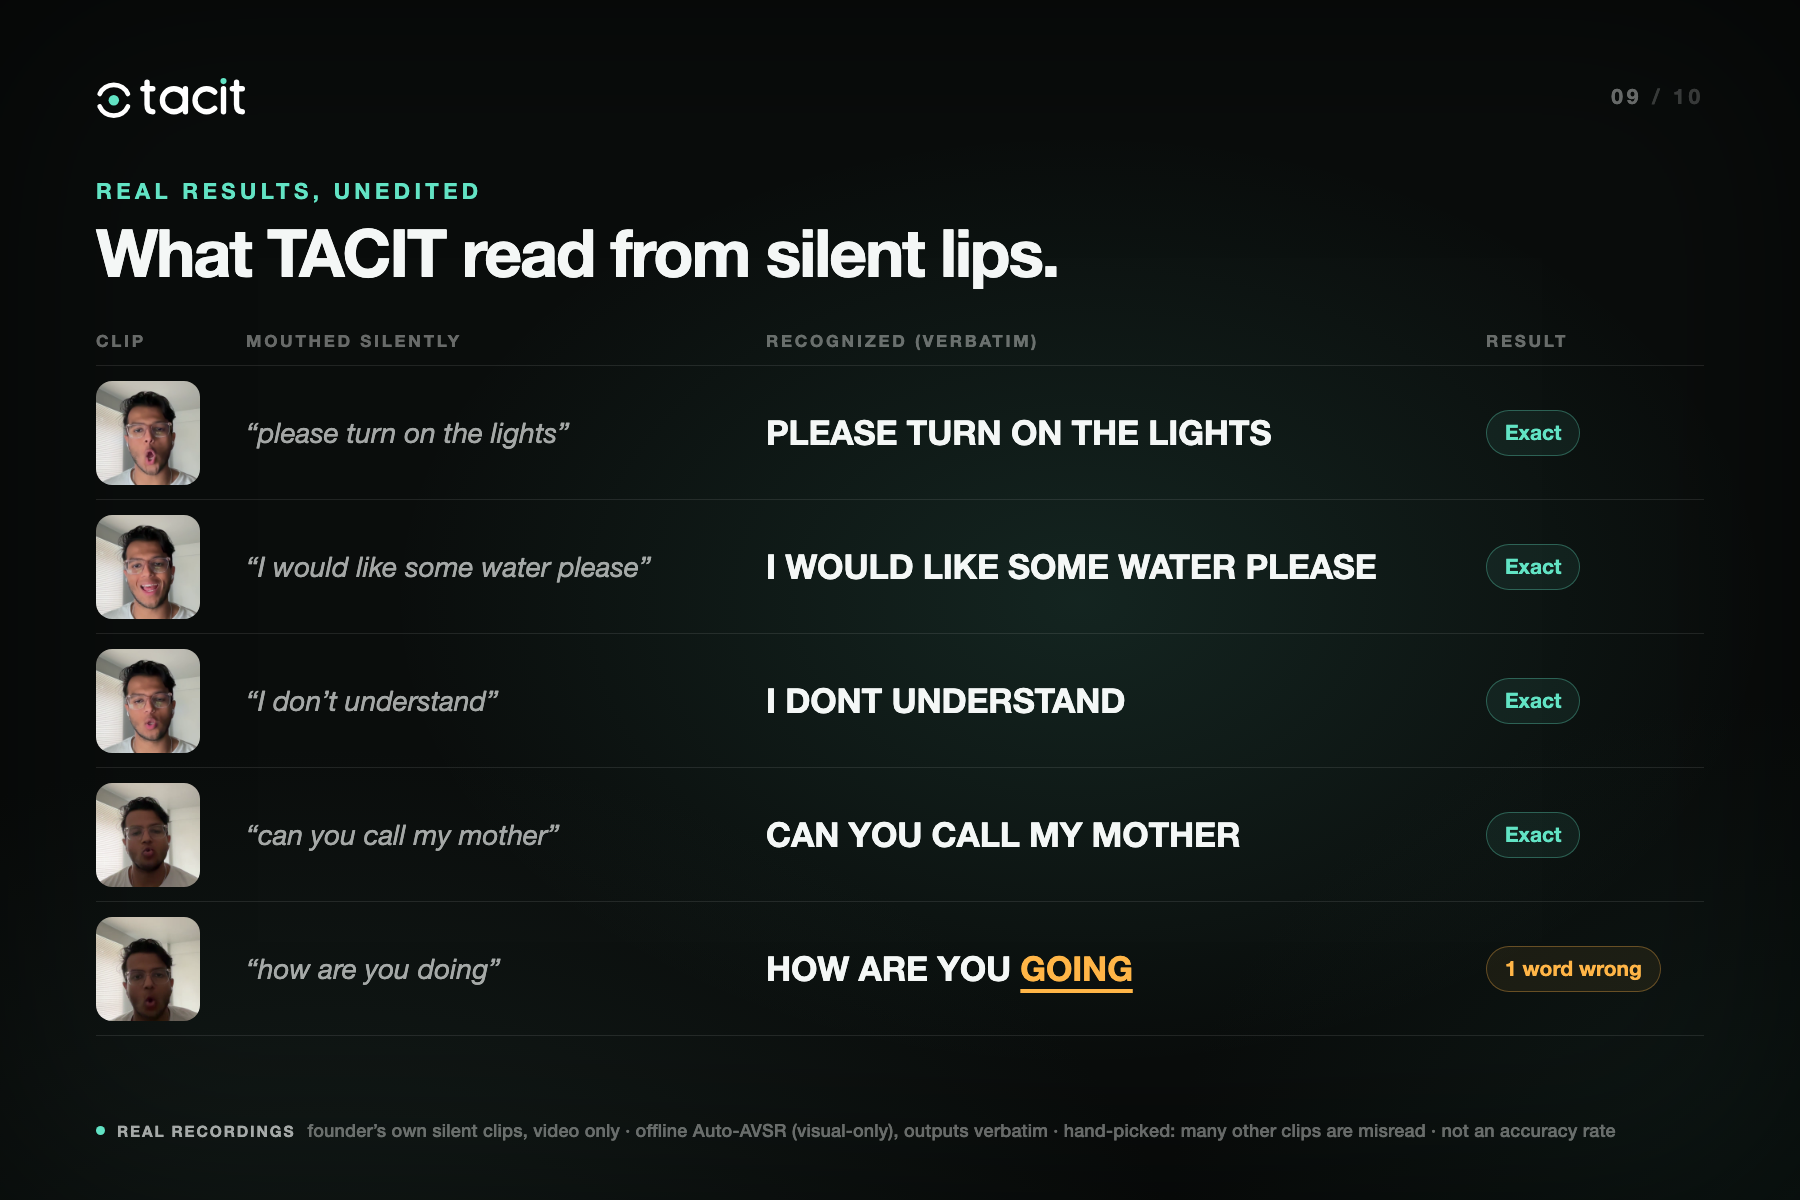 tacit
09 / 10
REAL RESULTS, UNEDITED
What TACIT read from silent lips.
CLIP MOUTHED SILENTLY RECOGNIZED (VERBATIM) RESULT
“please turn on the lights” PLEASE TURN ON THE LIGHTS Exact
“I would like some water please” I WOULD LIKE SOME WATER PLEASE Exact
“I don’t understand” I DONT UNDERSTAND Exact
“can you call my mother” CAN YOU CALL MY MOTHER Exact
“how are you doing” HOW ARE YOU GOING 1 word wrong
REAL RECORDINGS founder’s own silent clips, video only · offline Auto-AVSR (visual-only), outputs verbatim · hand-picked: many other clips are misread · not an accuracy rate